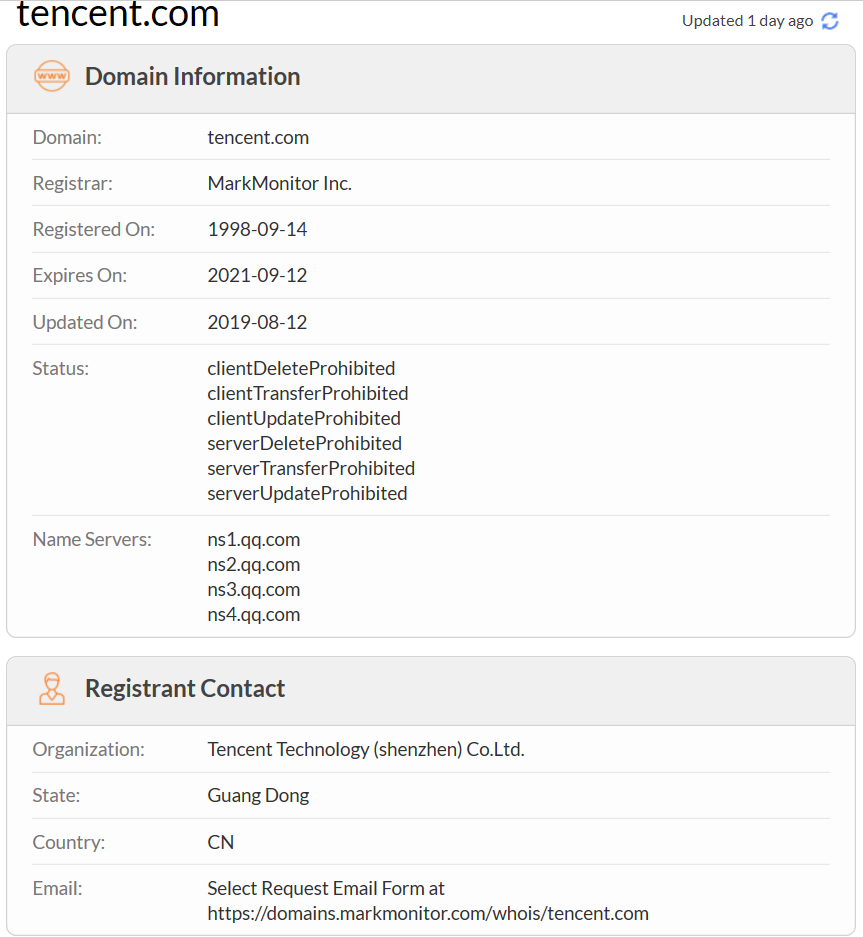 tencent.com
Updated 1 day ago
www
Domain Information
Domain: tencent.com
Registrar: MarkMonitor Inc.
Registered On: 1998-09-14
Expires On: 2021-09-12
Updated On: 2019-08-12
Status: clientDeleteProhibited
clientTransferProhibited
clientUpdateProhibited
serverDeleteProhibited
serverTransferProhibited
serverUpdateProhibited
Name Servers: ns1.qq.com
ns2.qq.com
ns3.qq.com
ns4.qq.com
Registrant Contact
Organization: Tencent Technology (shenzhen) Co.Ltd.
State: Guang Dong
Country: CN
Email: Select Request Email Form at
https://domains.markmonitor.com/whois/tencent.com